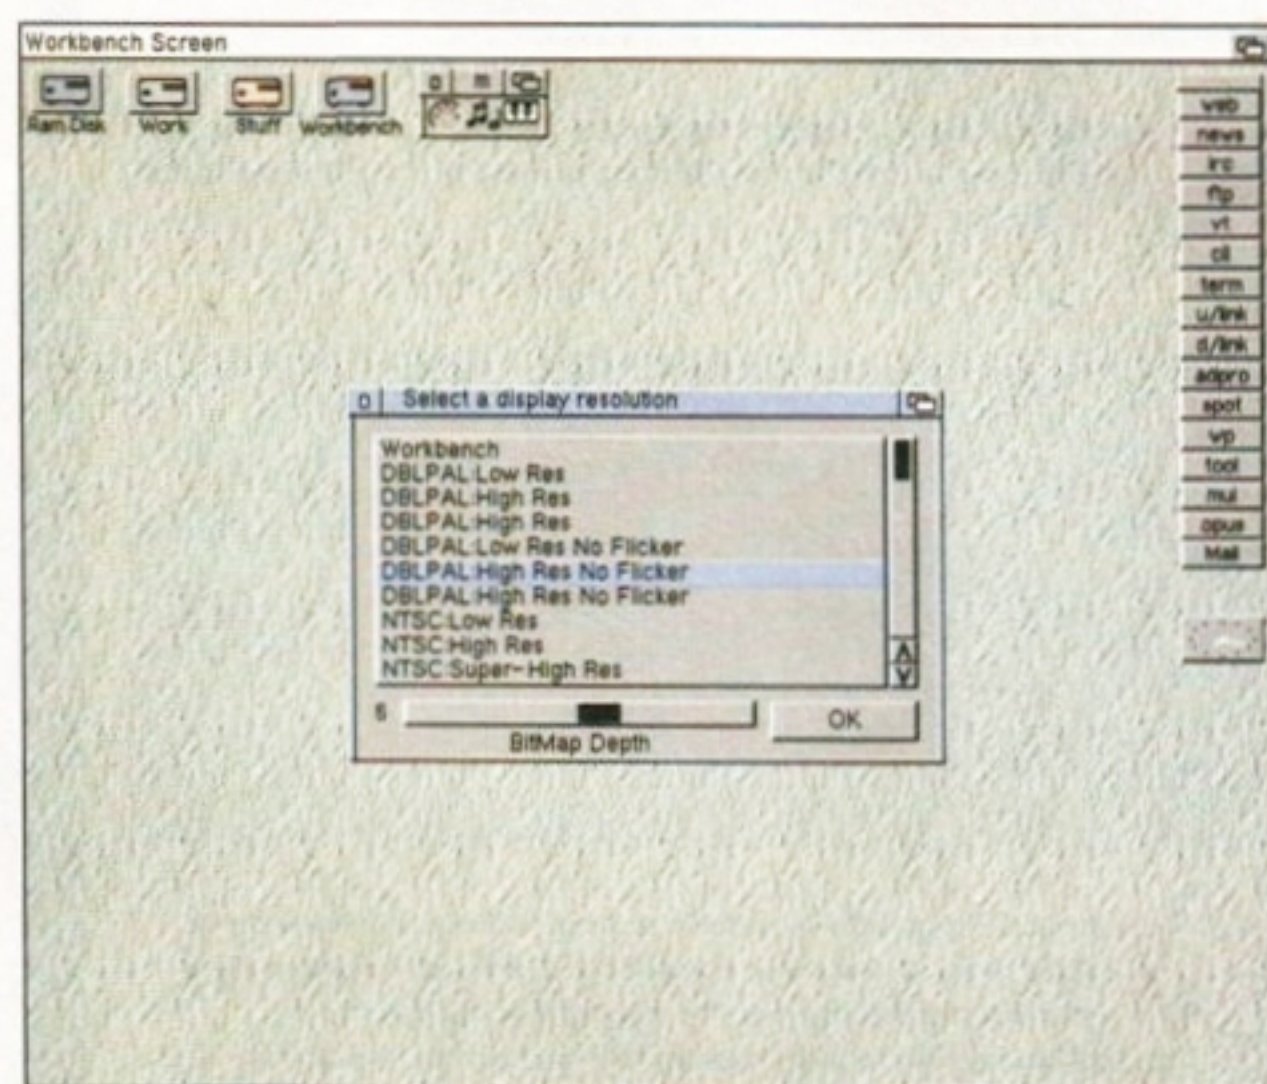 Workbench Screen
Ram Disk
Work
Stuff
Workbench
m
web
news
irc
ftp
vt
cli
term
u/link
d/link
adpro
spot
wp
tool
mui
opus
Mail
Select a display resolution
Workbench
DBLPAL:Low Res
DBLPAL:High Res
DBLPAL:High Res
DBLPAL:Low Res No Flicker
DBLPAL:High Res No Flicker
DBLPAL:High Res No Flicker
NTSC:Low Res
NTSC:High Res
NTSC:Super-High Res
OK
BitMap Depth